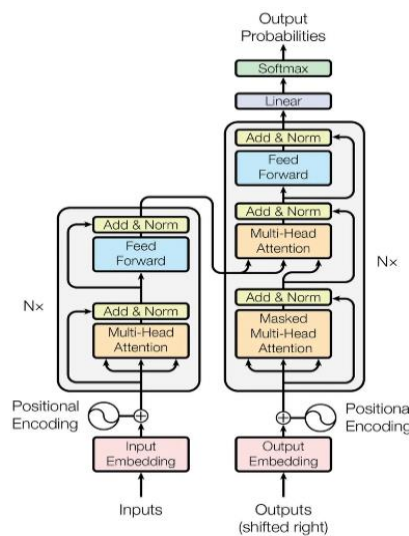 Output
Probabilities
Softmax
Linear
Add & Norm
Feed
Forward
Add & Norm
Multi-Head
Attention
Add & Norm
Masked
Multi-Head
Attention
Nx
Positional
Encoding
Output
Embedding
Outputs
(shifted right)
Add & Norm
Feed
Forward
Add & Norm
Multi-Head
Attention
Nx
Positional
Encoding
Input
Embedding
Inputs